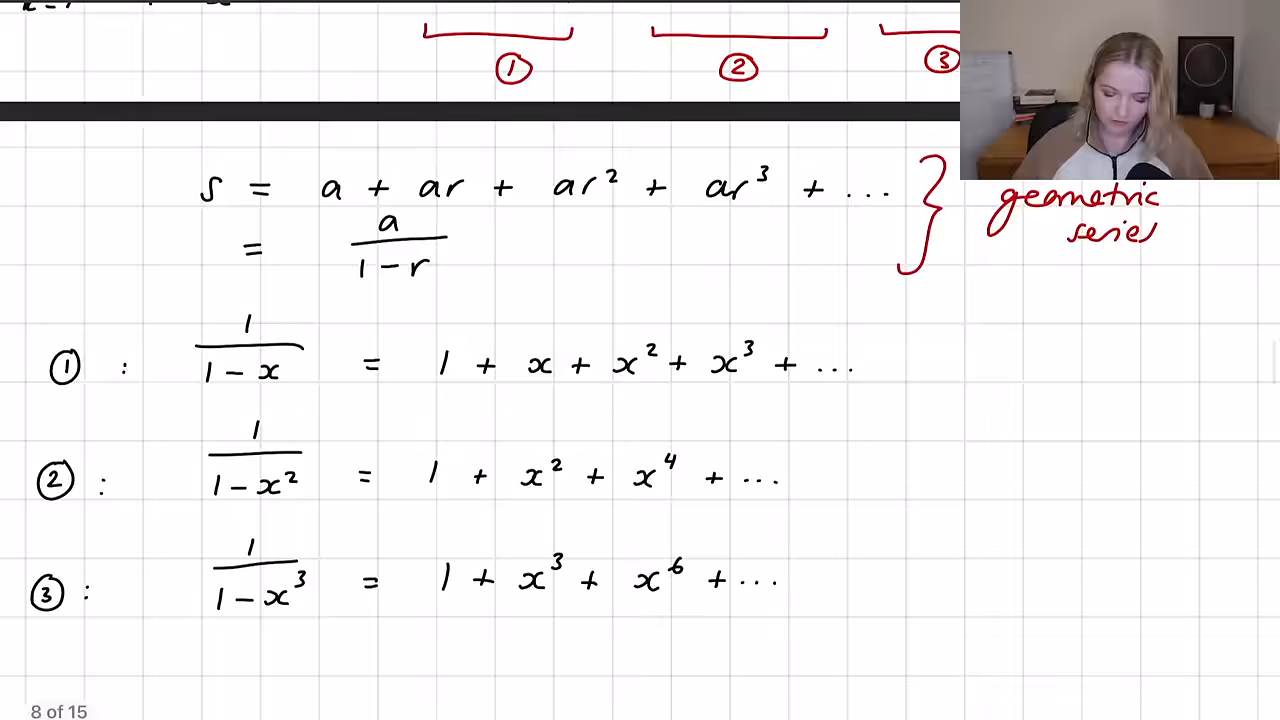 ① ② ③
s = a + ar + ar² + ar³ + ... } geometric series
= a/(1 - r)
① : 1/(1 - x) = 1 + x + x² + x³ + ...
② : 1/(1 - x²) = 1 + x² + x⁴ + ...
③ : 1/(1 - x³) = 1 + x³ + x⁶ + ...
8 of 15